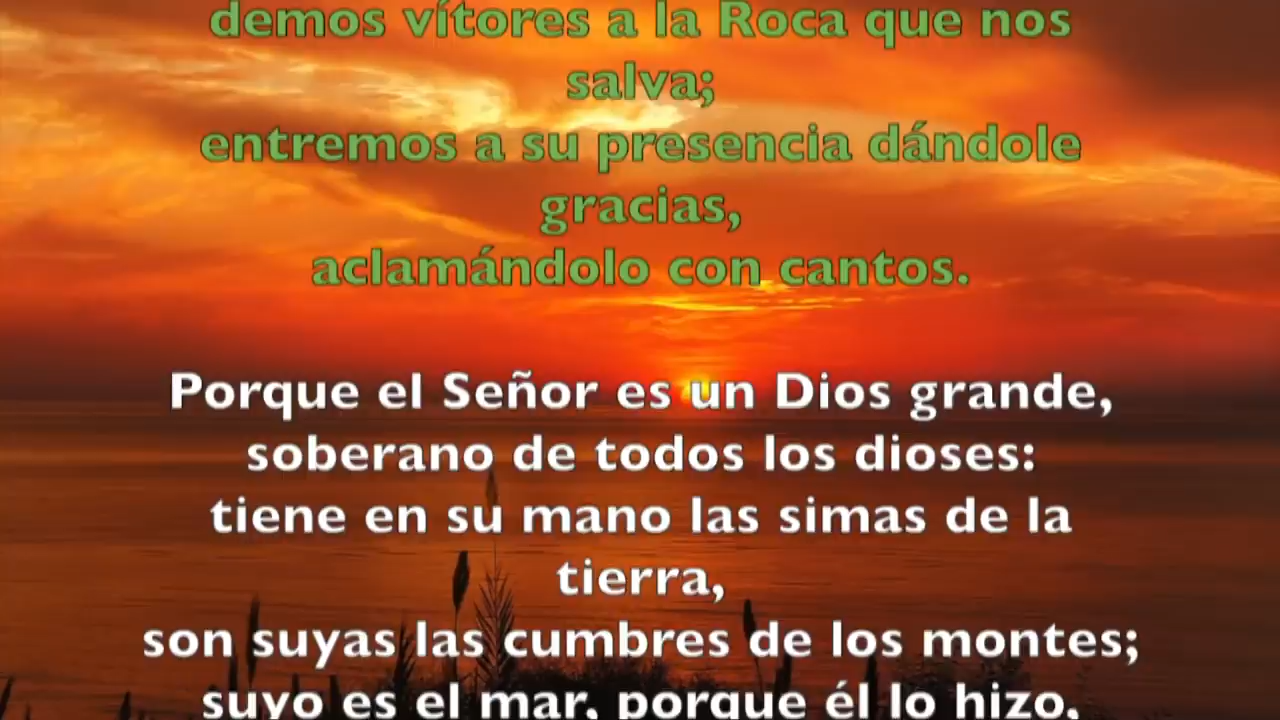 demos vítores a la Roca que nos
salva;
entremos a su presencia dándole
gracias,
aclamándolo con cantos.
Porque el Señor es un Dios grande,
soberano de todos los dioses:
tiene en su mano las simas de la
tierra,
son suyas las cumbres de los montes;
suyo es el mar, porque él lo hizo,